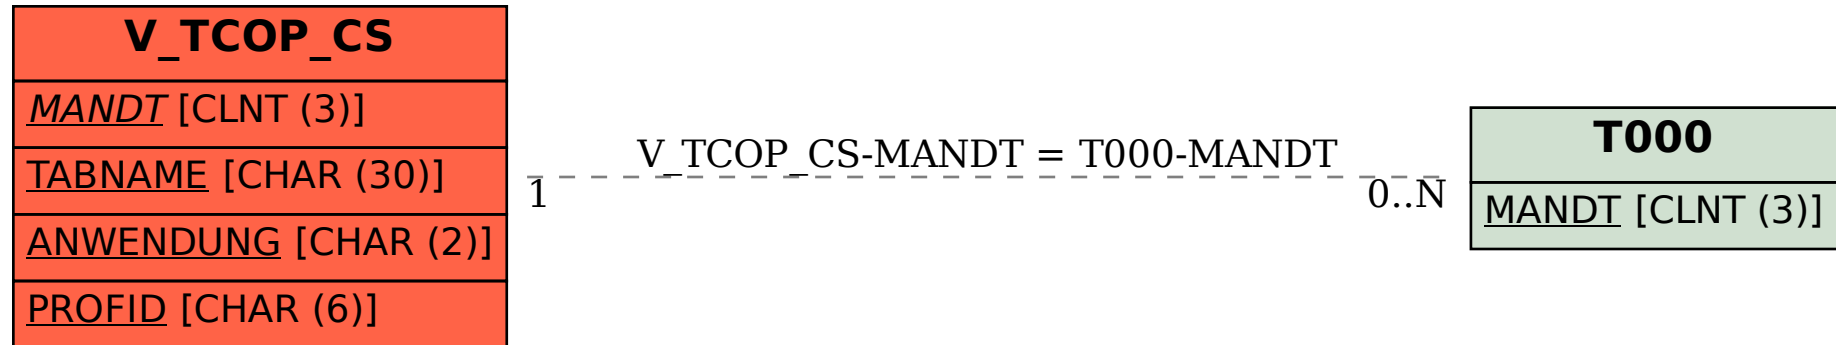 V_TCOP_CS
MANDT [CLNT (3)]
TABNAME [CHAR (30)]
ANWENDUNG [CHAR (2)]
PROFID [CHAR (6)]
V_TCOP_CS-MANDT = T000-MANDT
1
0..N
T000
MANDT [CLNT (3)]